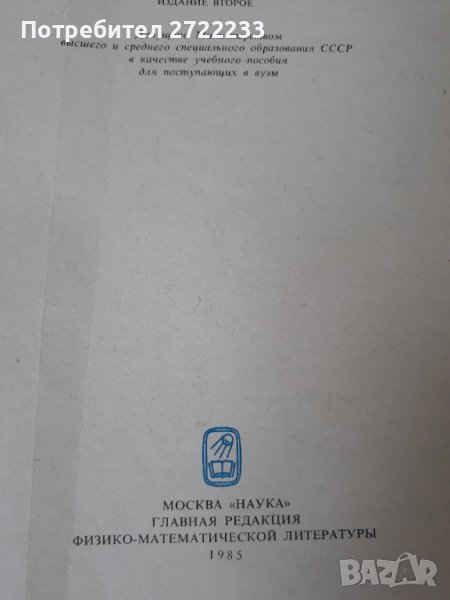 ИЗДАНИЕ ВТОРОЕ
Потребител 2722233
высшего и среднего специального образования СССР
в качестве учебного пособия
для поступающих в вузы
МОСКВА «НАУКА»
ГЛАВНАЯ РЕДАКЦИЯ
ФИЗИКО-МАТЕМАТИЧЕСКОЙ ЛИТЕРАТУРЫ
1985
BAZAR